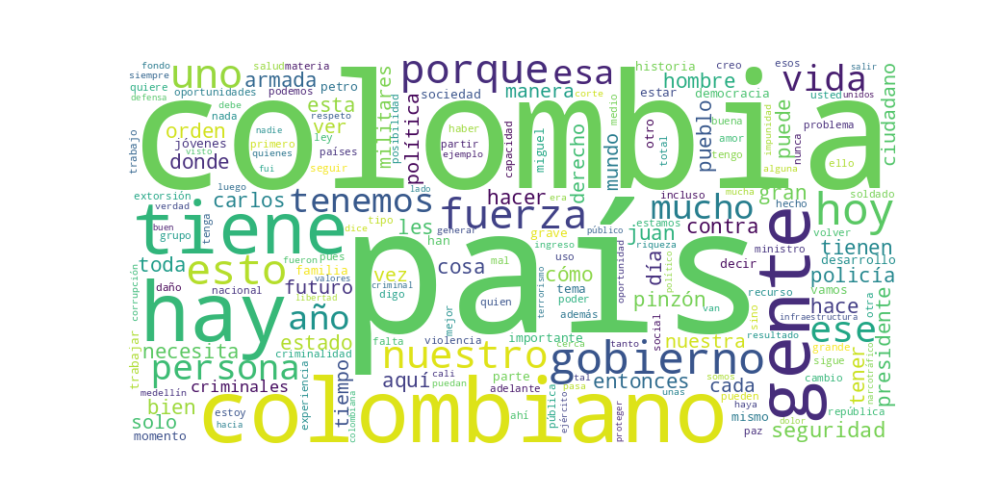 colombia
país
colombiano
gente
tiene
hay
fuerza
gobierno
tenemos
nuestro
persona
porque
esa
vida
uno
esto
mucho
hoy
ese
año
armada
esta
ver
orden
donde
carlos
toda
futuro
estado
necesita
criminales
bien
solo
aquí
tiempo
política
militares
manera
hombre
mundo
pueblo
derecho
puede
ciudadano
gran
contra
juan
día
pinzón
cosa
cómo
vez
les
hacer
nuestra
hace
policía
tienen
presidente
tener
seguridad
entonces
cada
mismo
parte
importante
fondo
siempre
quiere
defensa
salud
materia
oportunidades
podemos
petro
debe
nada
respeto
nadie
ley
jóvenes
primero
visto
quienes
países
fui
seguir
trabajo
posibilidad
sociedad
haber
partir
ejemplo
capacidad
miguel
corte
historia
creo
esos
salir
estar
democracia
usted
unidos
otro
medio
buena
amor
total
tengo
impunidad
nunca
problema
ello
alguna
incluso
mucha
soldado
hecho
volver
extorsión
verdad
buen
grupo
tenga
luego
lado
era
tipo
dice
generar
han
grave
estamos
riqueza
público
ministro
desarrollo
decir
daño
nacional
fueron
pues
familia
valores
libertad
criminal
digo
mal
ingreso
uso
quien
tema
poder
además
terrorismo
oportunidad
social
político
van
vamos
recurso
otra
sino
infraestructura
corrupción
trabajar
criminalidad
falta
mejor
violencia
cerca
tanto
resultado
grande
sigue
narcotráfico
cambio
medellín
experiencia
cali
puedan
adelante
pasa
tal
unas
somos
pueden
haya
república
momento
estoy
hacia
colombiana
ahí
pública
ejército
proteger
paz
dolor